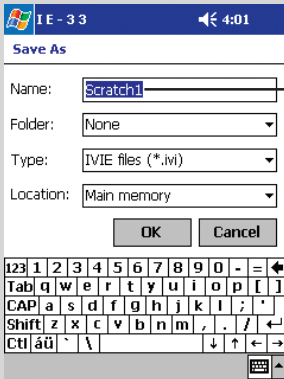 IE-33 4:01
Save As
Name: Scratch1
Folder: None
Type: IVIE files (*.ivi)
Location: Main memory
OK Cancel
123 1 2 3 4 5 6 7 8 9 0 - = ←
Tab q w e r t y u i o p [ ]
CAP a s d f g h j k l ; '
Shift z x c v b n m , . / ↵
Ctl áü ` \ ↓ ↑ ← →